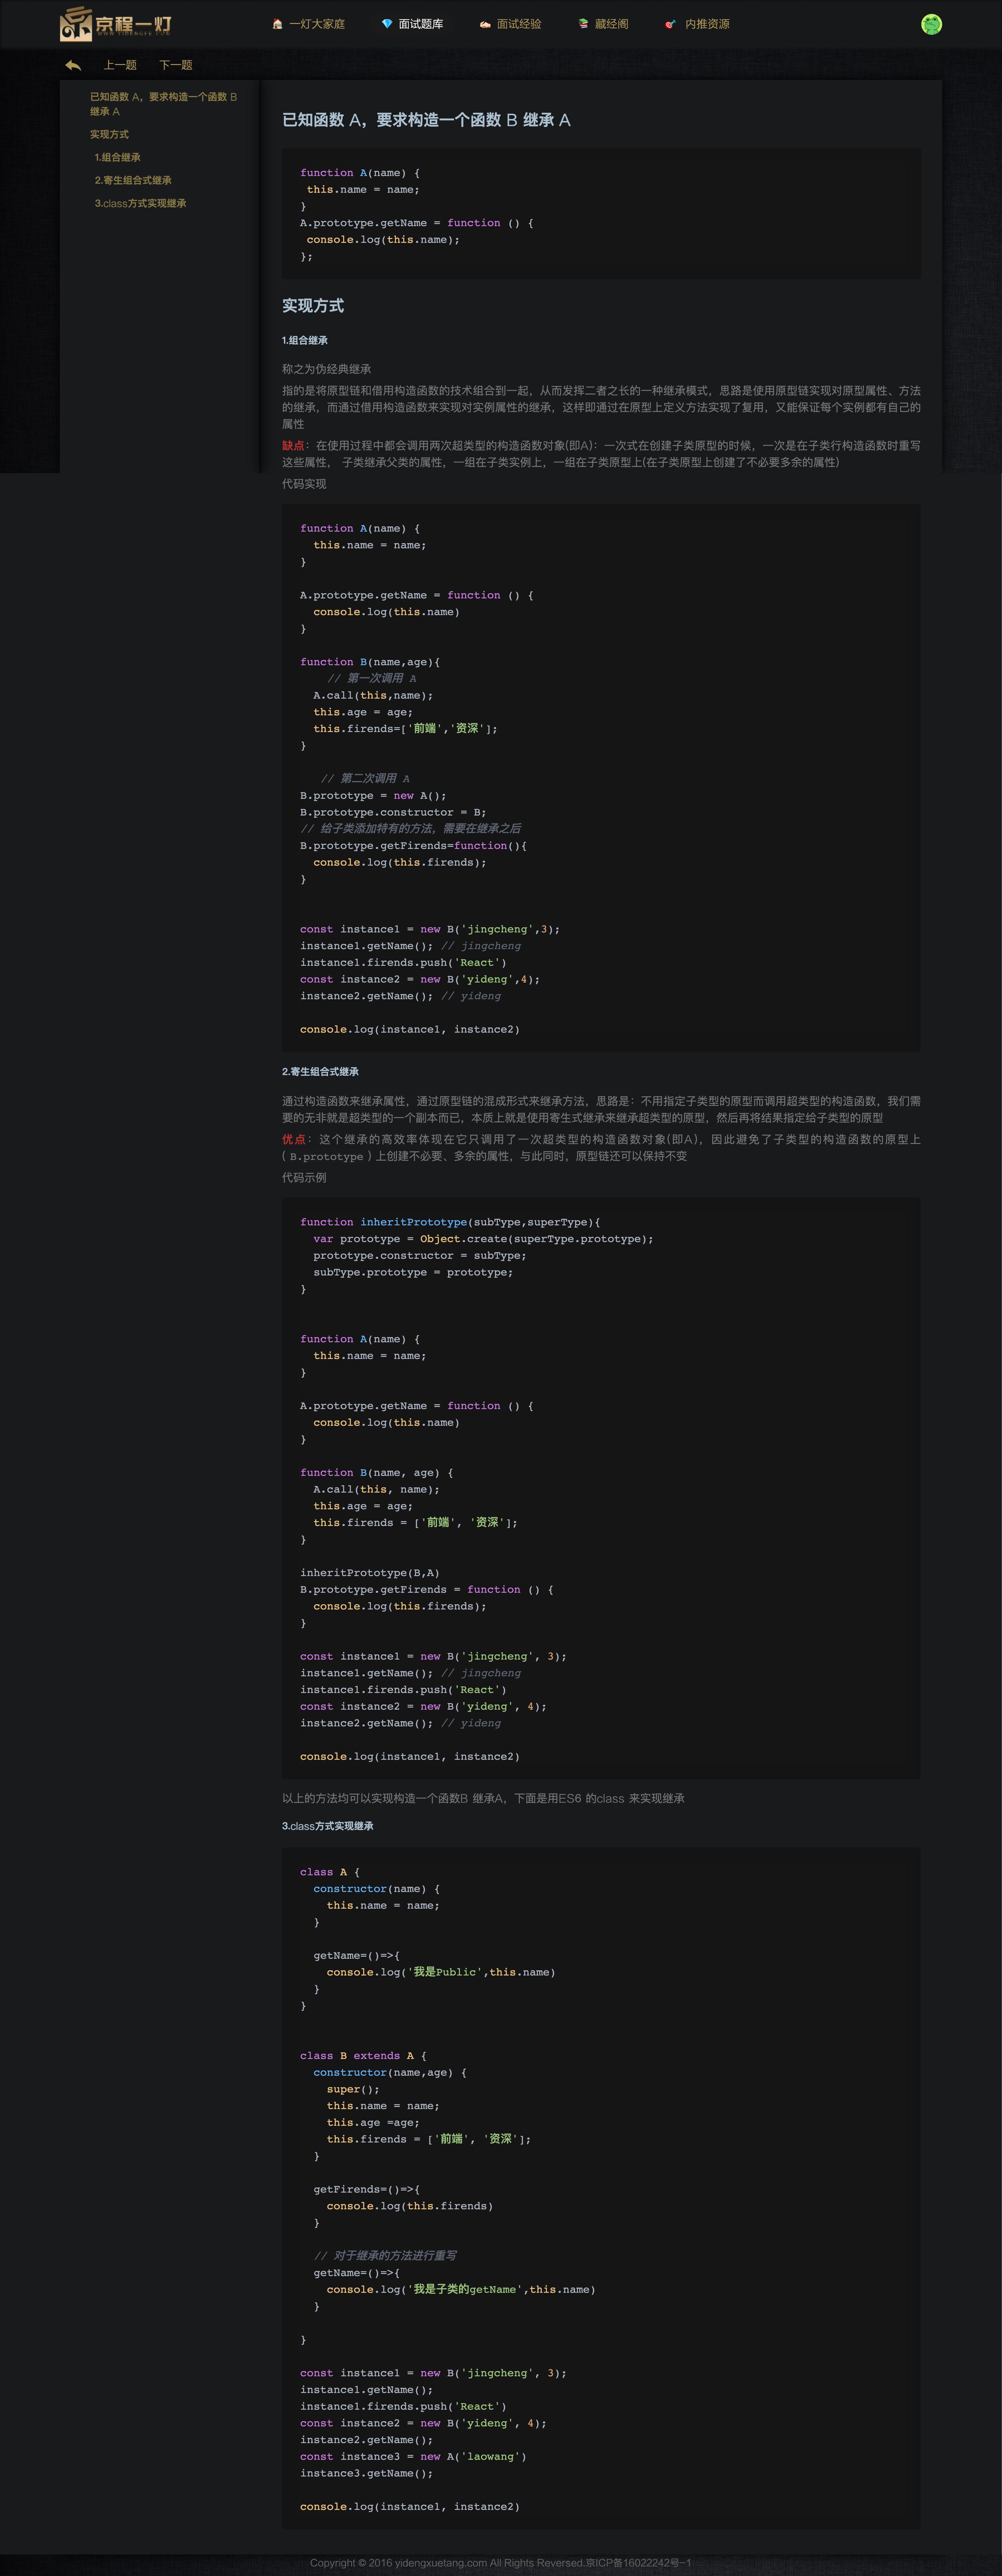 京程一灯
WWW.YIDENGFE.COM
一灯大家庭
面试题库
面试经验
藏经阁
内推资源
上一题
下一题
已知函数 A，要求构造一个函数 B
继承 A
实现方式
1.组合继承
2.寄生组合式继承
3.class方式实现继承
已知函数 A，要求构造一个函数 B 继承 A
function A(name) {
 this.name = name;
}
A.prototype.getName = function () {
 console.log(this.name);
};
实现方式
1.组合继承
称之为伪经典继承
指的是将原型链和借用构造函数的技术组合到一起，从而发挥二者之长的一种继承模式，思路是使用原型链实现对原型属性、方法
的继承，而通过借用构造函数来实现对实例属性的继承，这样即通过在原型上定义方法实现了复用，又能保证每个实例都有自己的
属性
缺点：在使用过程中都会调用两次超类型的构造函数对象(即A)：一次式在创建子类原型的时候，一次是在子类行构造函数时重写
这些属性， 子类继承父类的属性，一组在子类实例上，一组在子类原型上(在子类原型上创建了不必要多余的属性)
代码实现
function A(name) {
  this.name = name;
}
A.prototype.getName = function () {
  console.log(this.name)
}
function B(name,age){
    // 第一次调用 A
  A.call(this,name);
  this.age = age;
  this.firends=['前端','资深'];
}
   // 第二次调用 A
B.prototype = new A();
B.prototype.constructor = B;
// 给子类添加特有的方法，需要在继承之后
B.prototype.getFirends=function(){
  console.log(this.firends);
}
const instance1 = new B('jingcheng',3);
instance1.getName(); // jingcheng
instance1.firends.push('React')
const instance2 = new B('yideng',4);
instance2.getName(); // yideng
console.log(instance1, instance2)
2.寄生组合式继承
通过构造函数来继承属性，通过原型链的混成形式来继承方法，思路是：不用指定子类型的原型而调用超类型的构造函数，我们需
要的无非就是超类型的一个副本而已，本质上就是使用寄生式继承来继承超类型的原型，然后再将结果指定给子类型的原型
优点：这个继承的高效率体现在它只调用了一次超类型的构造函数对象(即A)，因此避免了子类型的构造函数的原型上
( B.prototype ) 上创建不必要、多余的属性，与此同时，原型链还可以保持不变
代码示例
function inheritPrototype(subType,superType){
  var prototype = Object.create(superType.prototype);
  prototype.constructor = subType;
  subType.prototype = prototype;
}
function A(name) {
  this.name = name;
}
A.prototype.getName = function () {
  console.log(this.name)
}
function B(name, age) {
  A.call(this, name);
  this.age = age;
  this.firends = ['前端', '资深'];
}
inheritPrototype(B,A)
B.prototype.getFirends = function () {
  console.log(this.firends);
}
const instance1 = new B('jingcheng', 3);
instance1.getName(); // jingcheng
instance1.firends.push('React')
const instance2 = new B('yideng', 4);
instance2.getName(); // yideng
console.log(instance1, instance2)
以上的方法均可以实现构造一个函数B 继承A，下面是用ES6 的class 来实现继承
3.class方式实现继承
class A {
  constructor(name) {
    this.name = name;
  }
  getName=()=>{
    console.log('我是Public',this.name)
  }
}
class B extends A {
  constructor(name,age) {
    super();
    this.name = name;
    this.age =age;
    this.firends = ['前端', '资深'];
  }
  getFirends=()=>{
    console.log(this.firends)
  }
  // 对于继承的方法进行重写
  getName=()=>{
    console.log('我是子类的getName',this.name)
  }
}
const instance1 = new B('jingcheng', 3);
instance1.getName();
instance1.firends.push('React')
const instance2 = new B('yideng', 4);
instance2.getName();
const instance3 = new A('laowang')
instance3.getName();
console.log(instance1, instance2)
Copyright © 2016 yidengxuetang.com All Rights Reversed.京ICP备16022242号-1